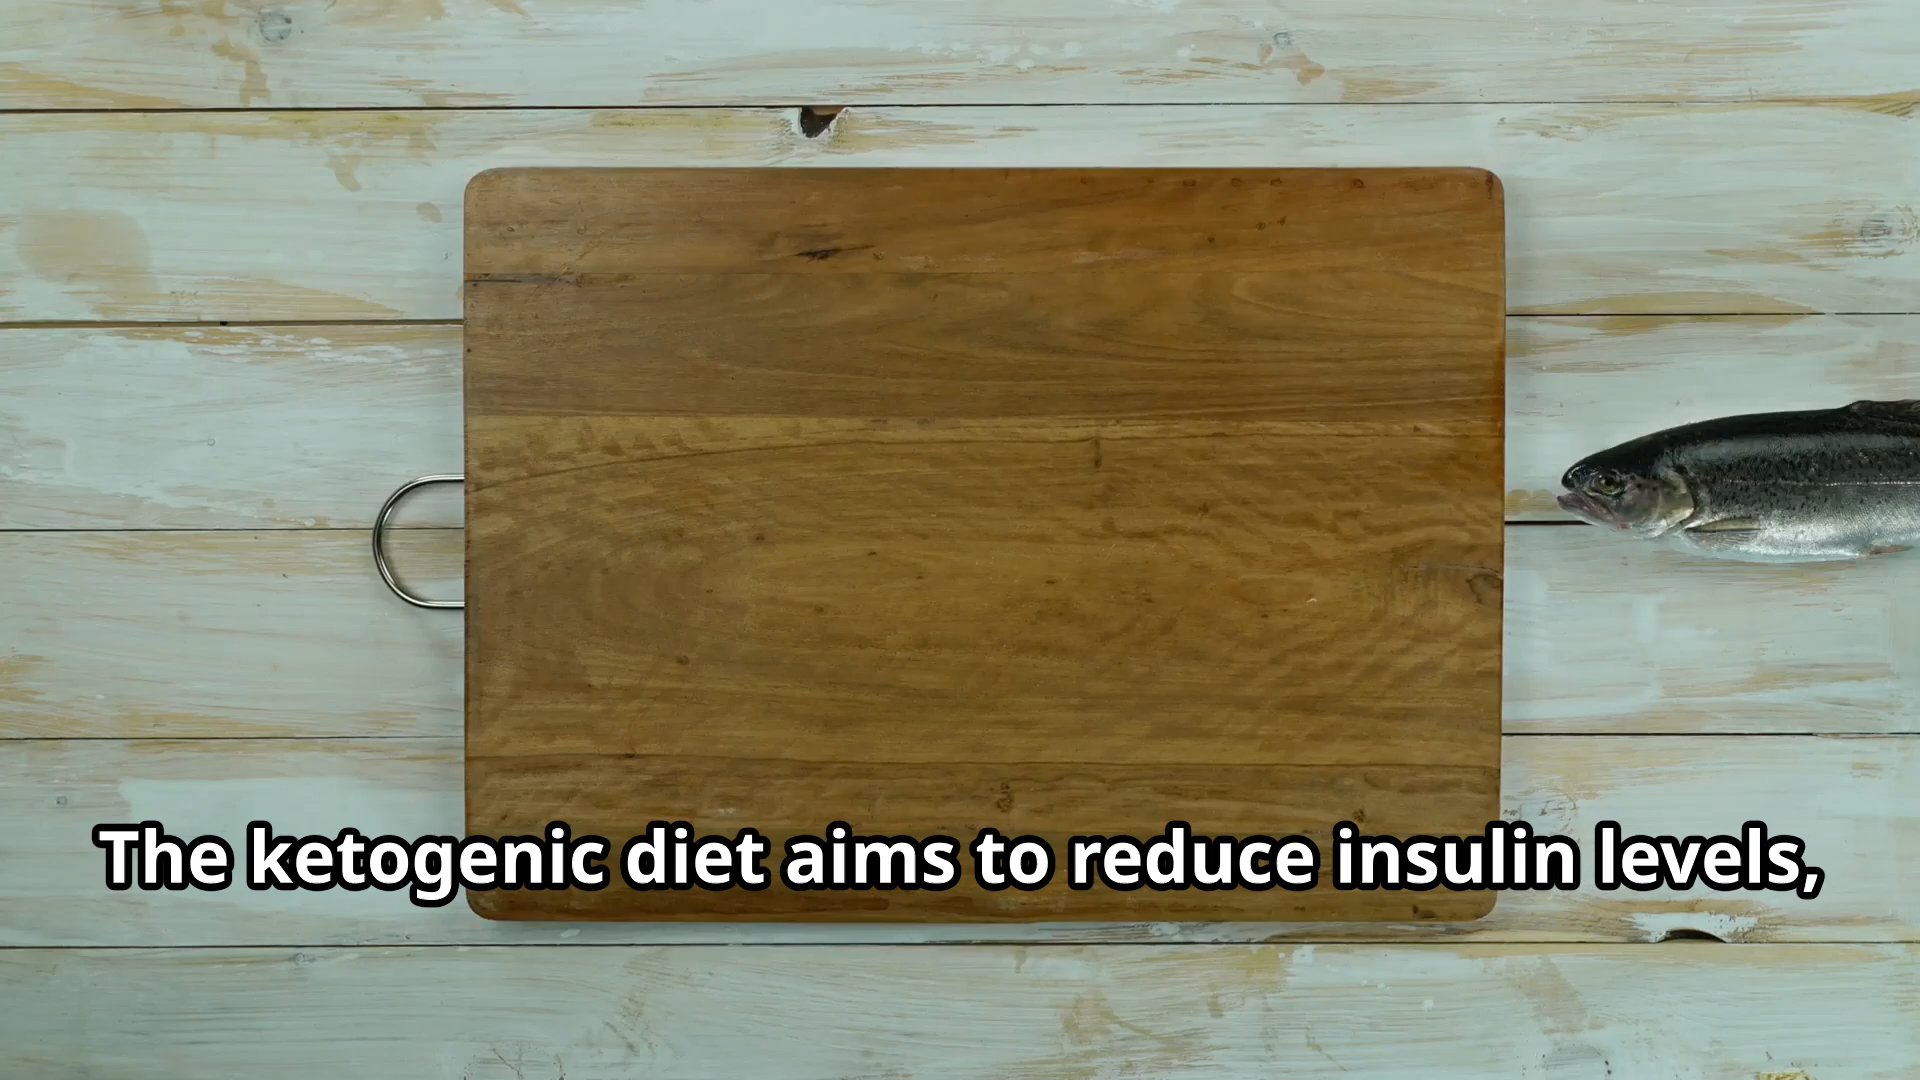 The ketogenic diet aims to reduce insulin levels,